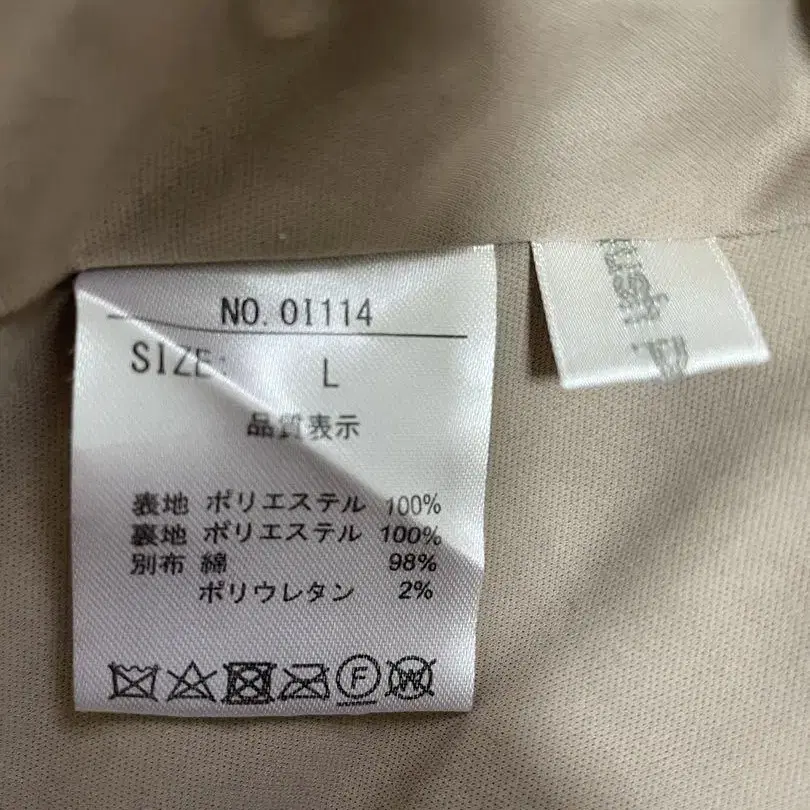 NO. OI114
SIZE: L
品質表示
表地 ポリエステル 100%
裏地 ポリエステル 100%
別布 綿 98%
ポリウレタン 2%
F
W